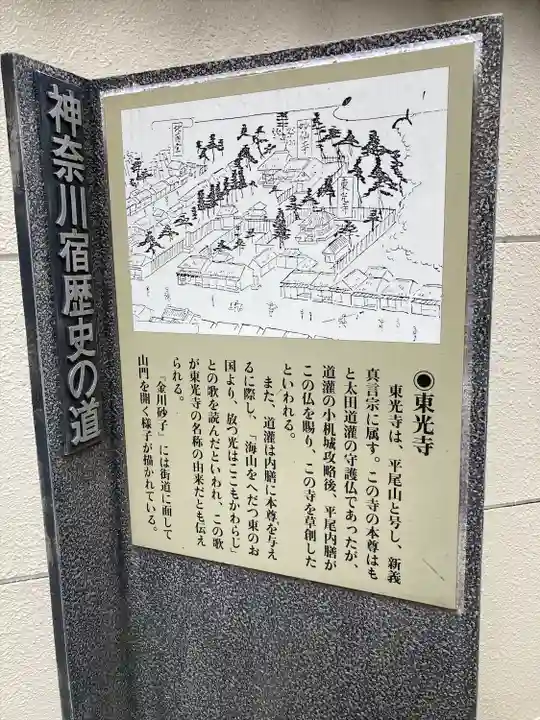 神奈川宿歴史の道
妙仙寺
東光寺
◉東光寺
東光寺は、平尾山と号し、新義
真言宗に属す。この寺の本尊はも
と太田道灌の守護仏であったが、
道灌の小机城攻略後、平尾内膳が
この仏を賜り、この寺を草創した
といわれる。
また、道灌は内膳に本尊を与え
るに際し、「海山をへだつ東のお
国より、放つ光はここもかわらじ」
との歌を読んだといわれ、この歌
が東光寺の名称の由来だとも伝え
られる。
『金川砂子』には街道に面して
山門を開く様子が描かれている。